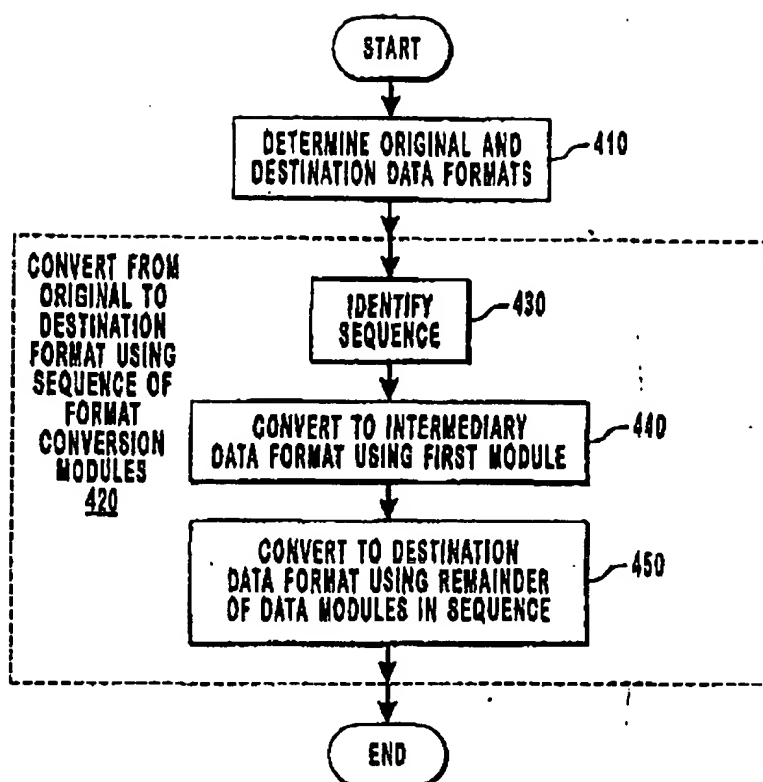 START
DETERMINE ORIGINAL AND
DESTINATION DATA FORMATS
410
CONVERT FROM
ORIGINAL TO
DESTINATION
FORMAT USING
SEQUENCE OF
FORMAT
CONVERSION
MODULES
420
IDENTIFY
SEQUENCE
430
CONVERT TO INTERMEDIARY
DATA FORMAT USING FIRST MODULE
440
CONVERT TO DESTINATION
DATA FORMAT USING REMAINDER
OF DATA MODULES IN SEQUENCE
450
END